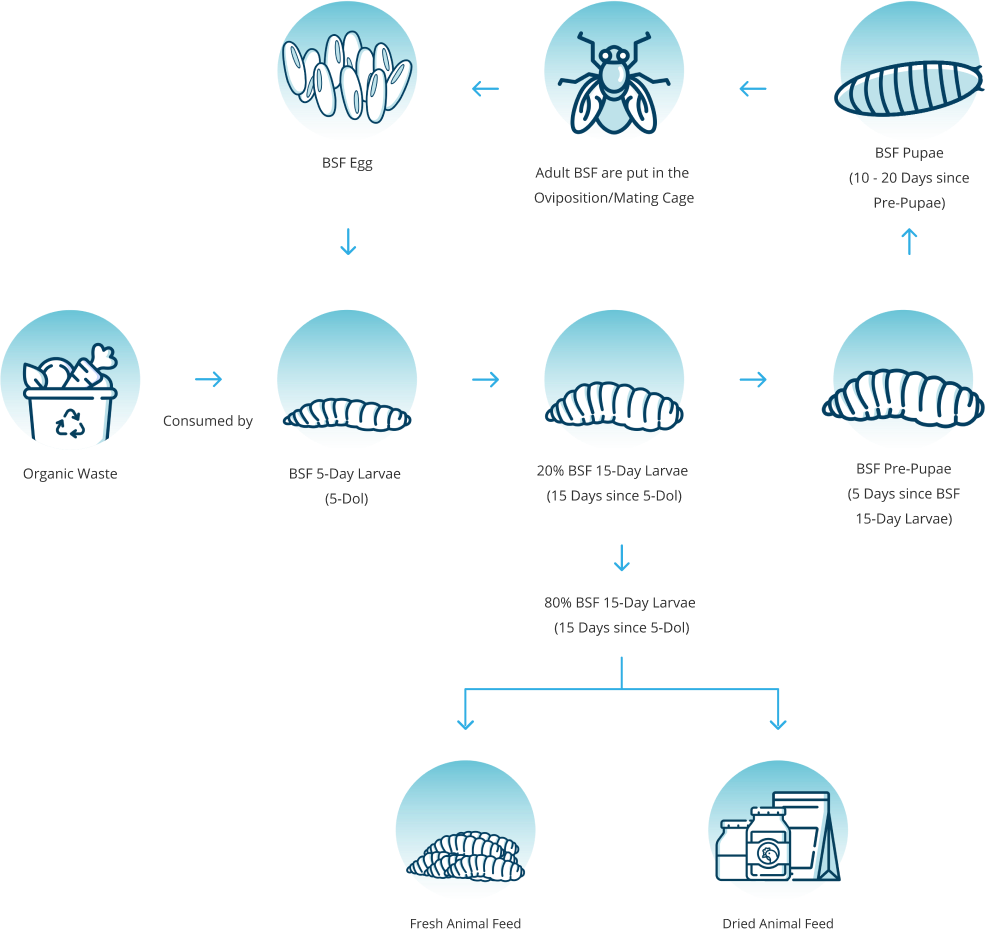 BSF Egg
Adult BSF are put in the
Oviposition/Mating Cage
BSF Pupae
(10 - 20 Days since
Pre-Pupae)
Organic Waste
Consumed by
BSF 5-Day Larvae
(5-Dol)
20% BSF 15-Day Larvae
(15 Days since 5-Dol)
BSF Pre-Pupae
(5 Days since BSF
15-Day Larvae)
80% BSF 15-Day Larvae
(15 Days since 5-Dol)
Fresh Animal Feed
Dried Animal Feed